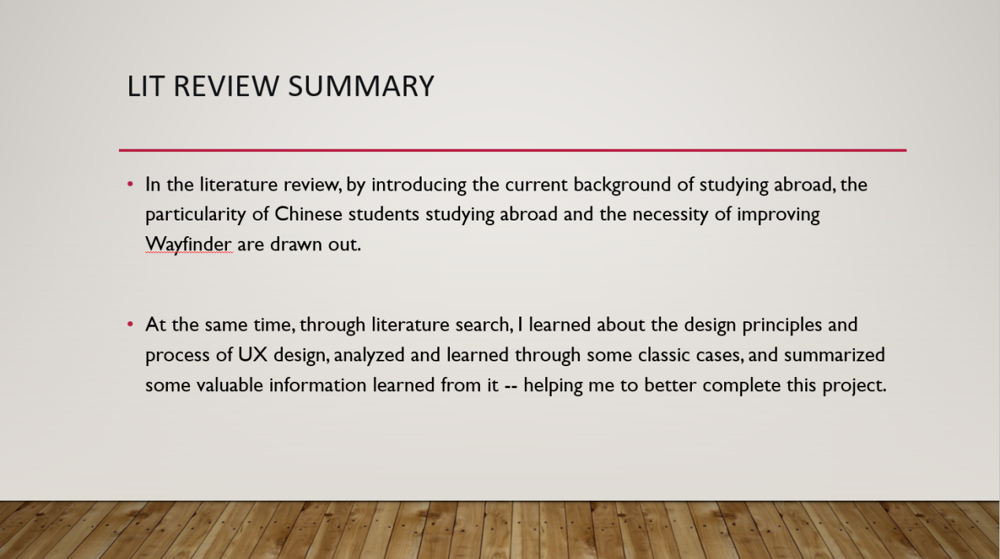 LIT REVIEW SUMMARY
• In the literature review, by introducing the current background of studying abroad, the
particularity of Chinese students studying abroad and the necessity of improving
Wayfinder are drawn out.
• At the same time, through literature search, I learned about the design principles and
process of UX design, analyzed and learned through some classic cases, and summarized
some valuable information learned from it -- helping me to better complete this project.